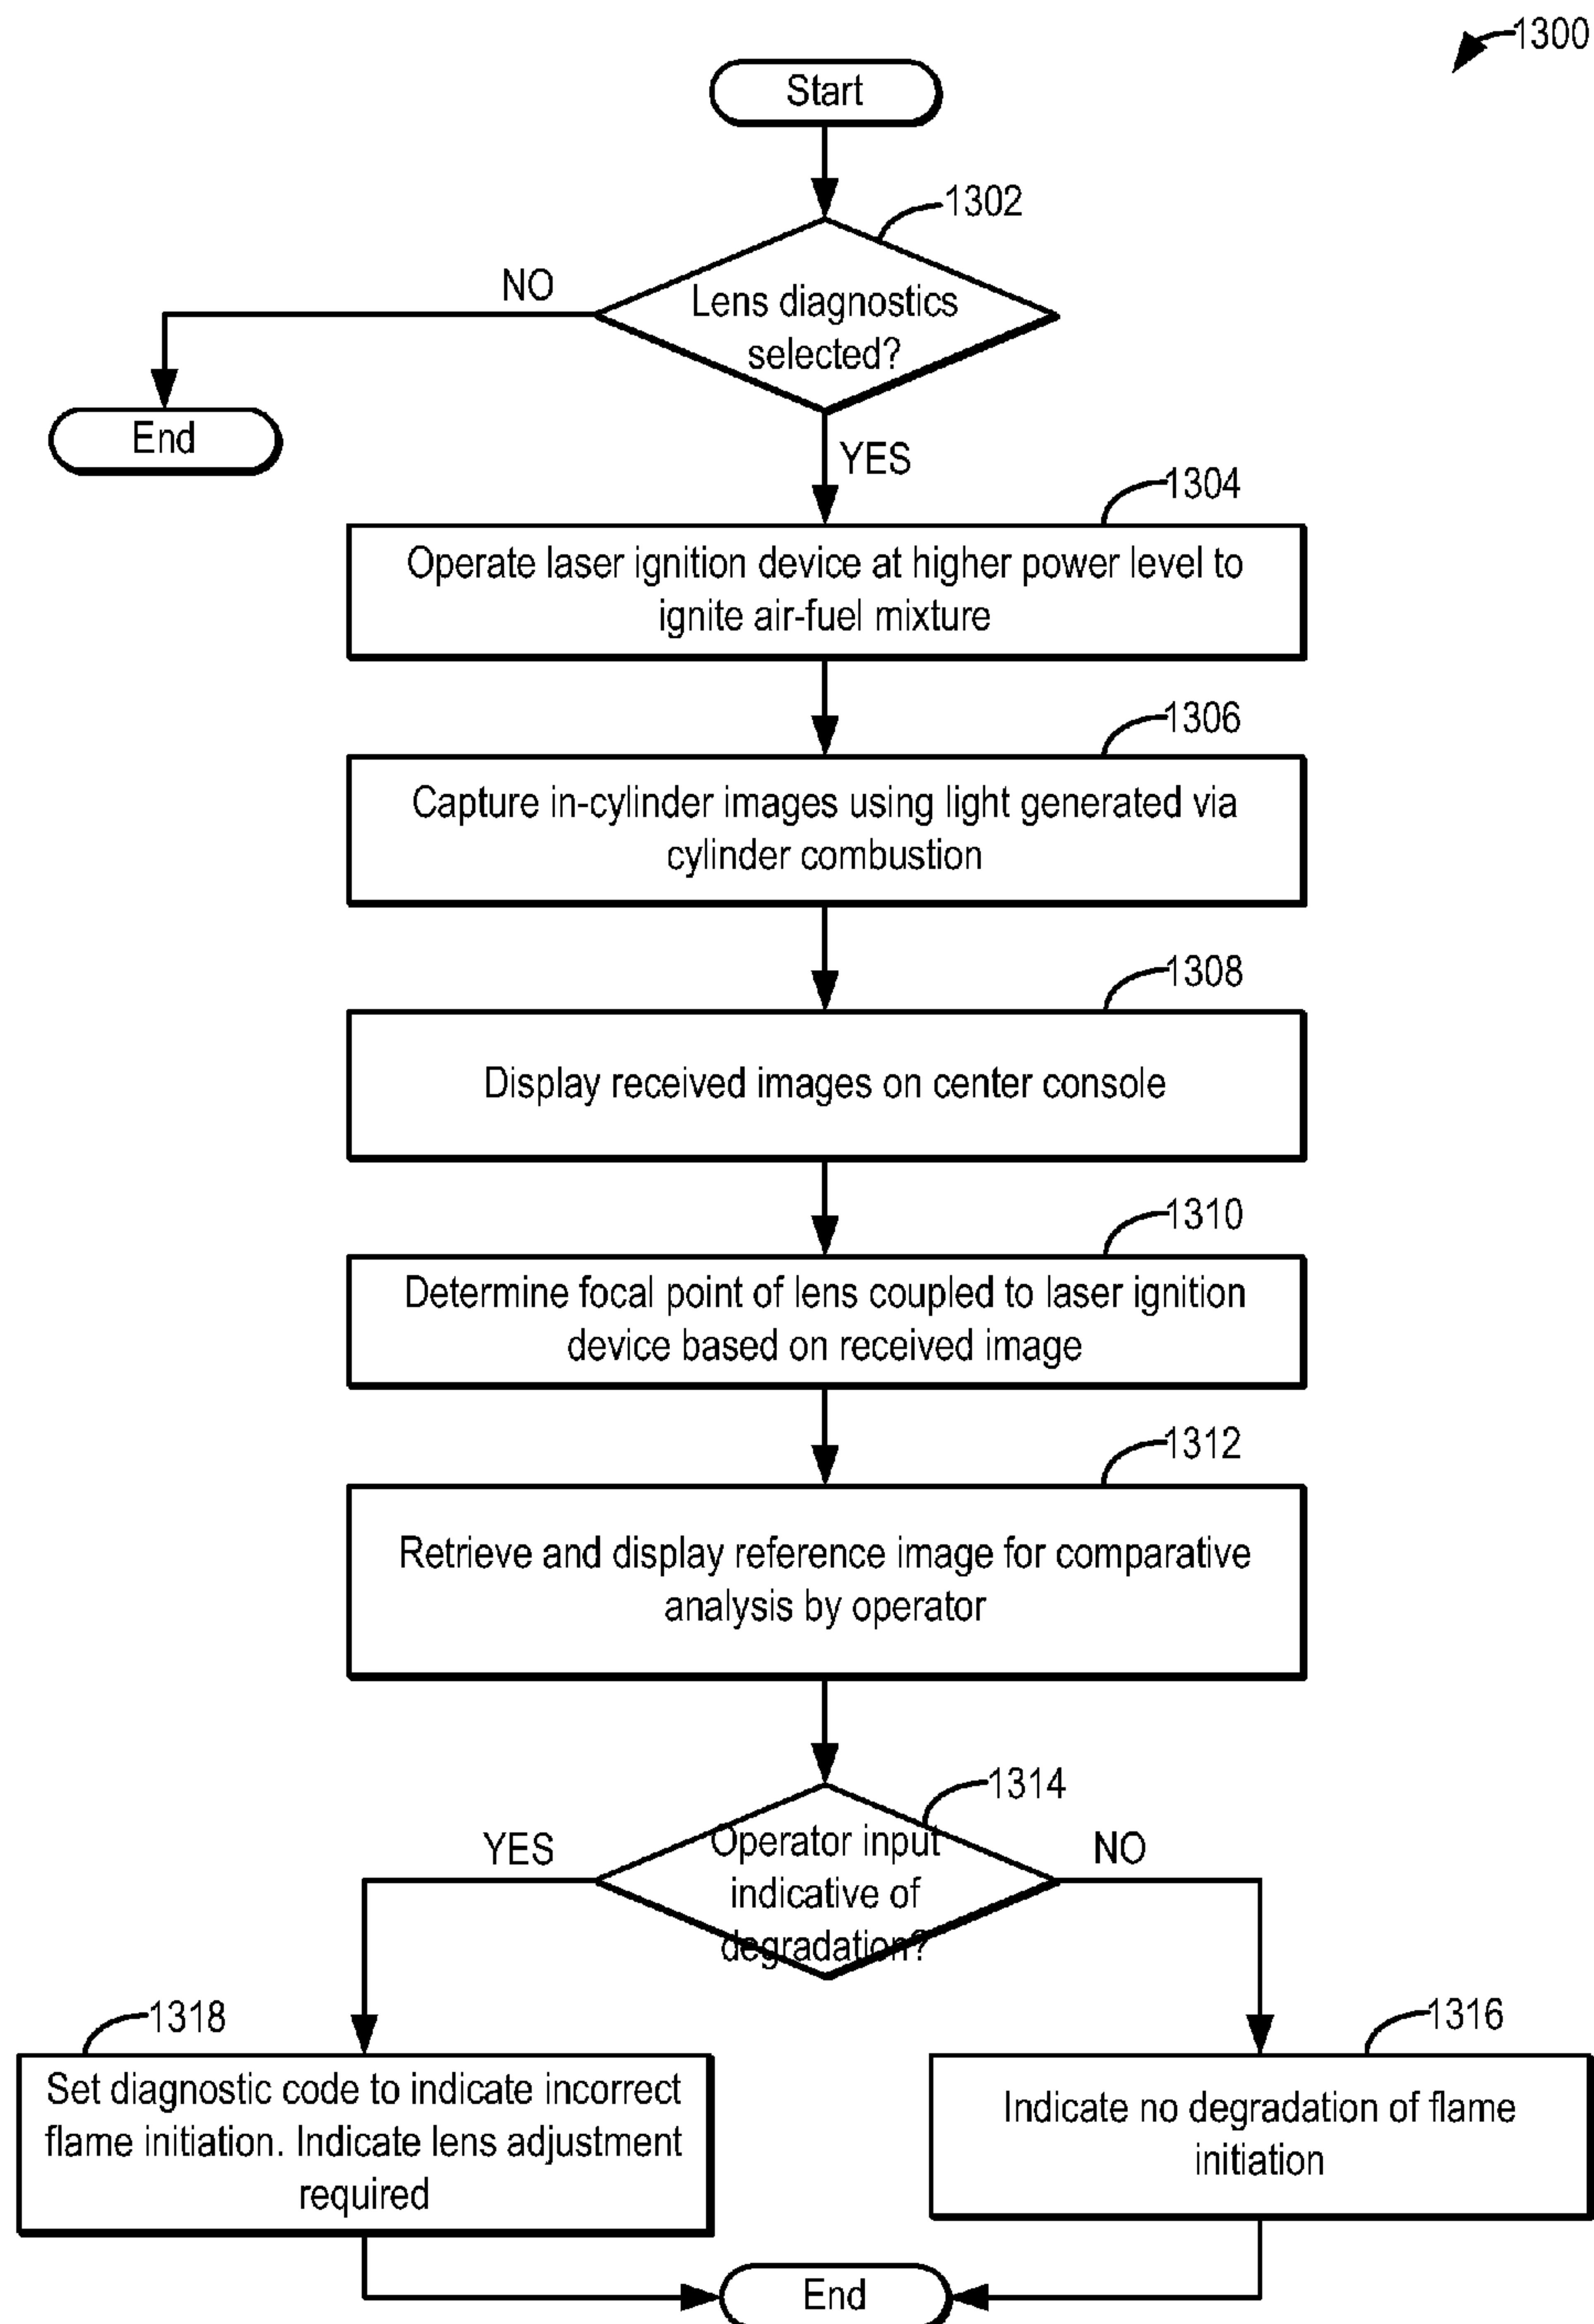 1300
Start
1302
NO
Lens diagnostics
selected?
End
YES
1304
Operate laser ignition device at higher power level to
ignite air-fuel mixture
1306
Capture in-cylinder images using light generated via
cylinder combustion
1308
Display received images on center console
1310
Determine focal point of lens coupled to laser ignition
device based on received image
1312
Retrieve and display reference image for comparative
analysis by operator
1314
YES
Operator input
indicative of
degradation?
NO
1318
Set diagnostic code to indicate incorrect
flame initiation. Indicate lens adjustment
required
1316
Indicate no degradation of flame
initiation
End